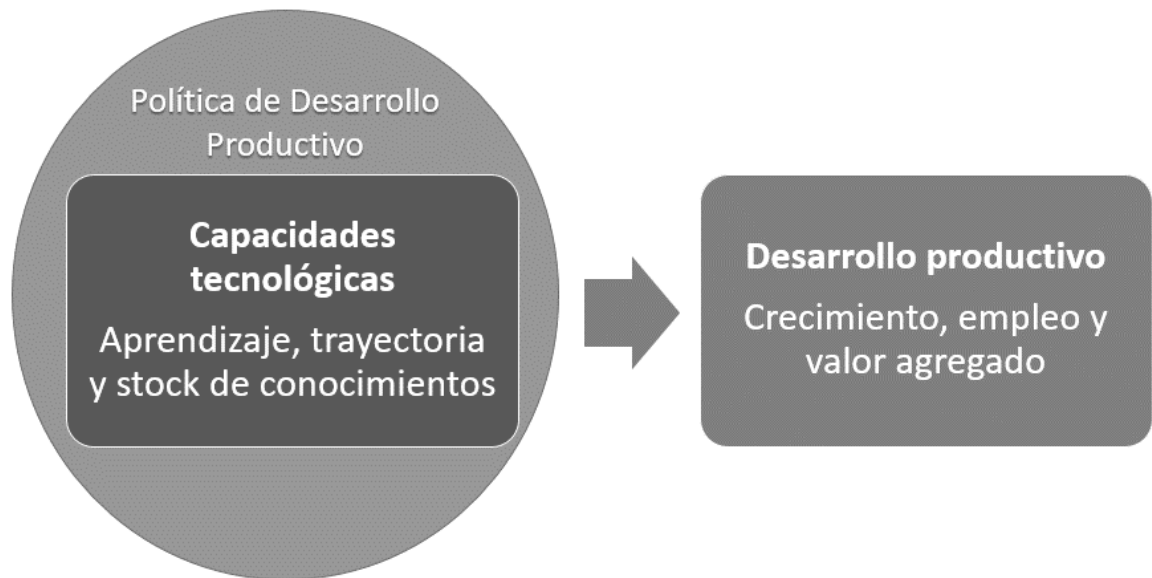 Política de Desarrollo
Productivo
Capacidades
tecnológicas
Aprendizaje, trayectoria
y stock de conocimientos
Desarrollo productivo
Crecimiento, empleo y
valor agregado